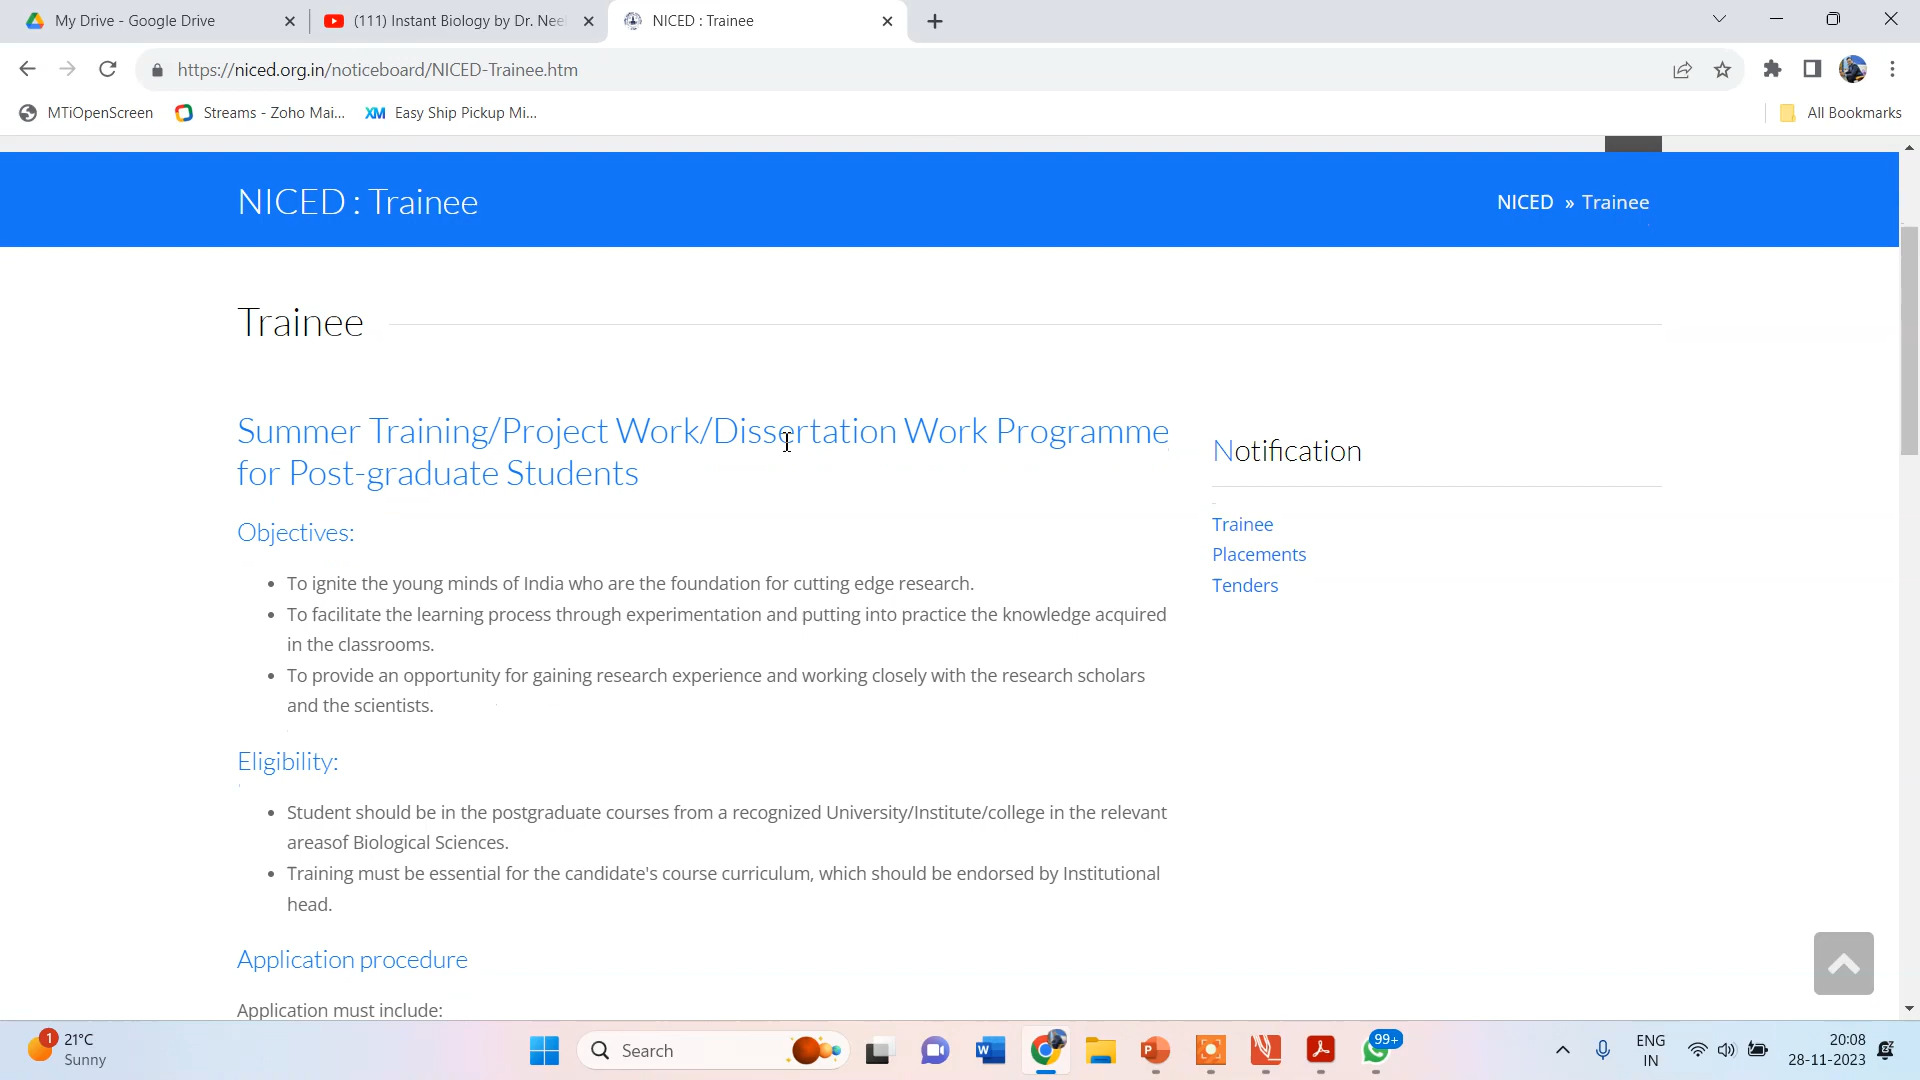 My Drive - Google Drive
(111) Instant Biology by Dr. Nee
NICED : Trainee
https://niced.org.in/noticeboard/NICED-Trainee.htm
MTiOpenScreen
Streams - Zoho Mai...
Easy Ship Pickup Mi...
All Bookmarks
NICED : Trainee
NICED » Trainee
Trainee
Summer Training/Project Work/Dissertation Work Programme
for Post-graduate Students
Notification
Trainee
Placements
Tenders
Objectives:
• To ignite the young minds of India who are the foundation for cutting edge research.
• To facilitate the learning process through experimentation and putting into practice the knowledge acquired
in the classrooms.
• To provide an opportunity for gaining research experience and working closely with the research scholars
and the scientists.
Eligibility:
• Student should be in the postgraduate courses from a recognized University/Institute/college in the relevant
areasof Biological Sciences.
• Training must be essential for the candidate's course curriculum, which should be endorsed by Institutional
head.
Application procedure
Application must include:
1
21°C
Sunny
Search
99+
ENG
IN
20:08
28-11-2023